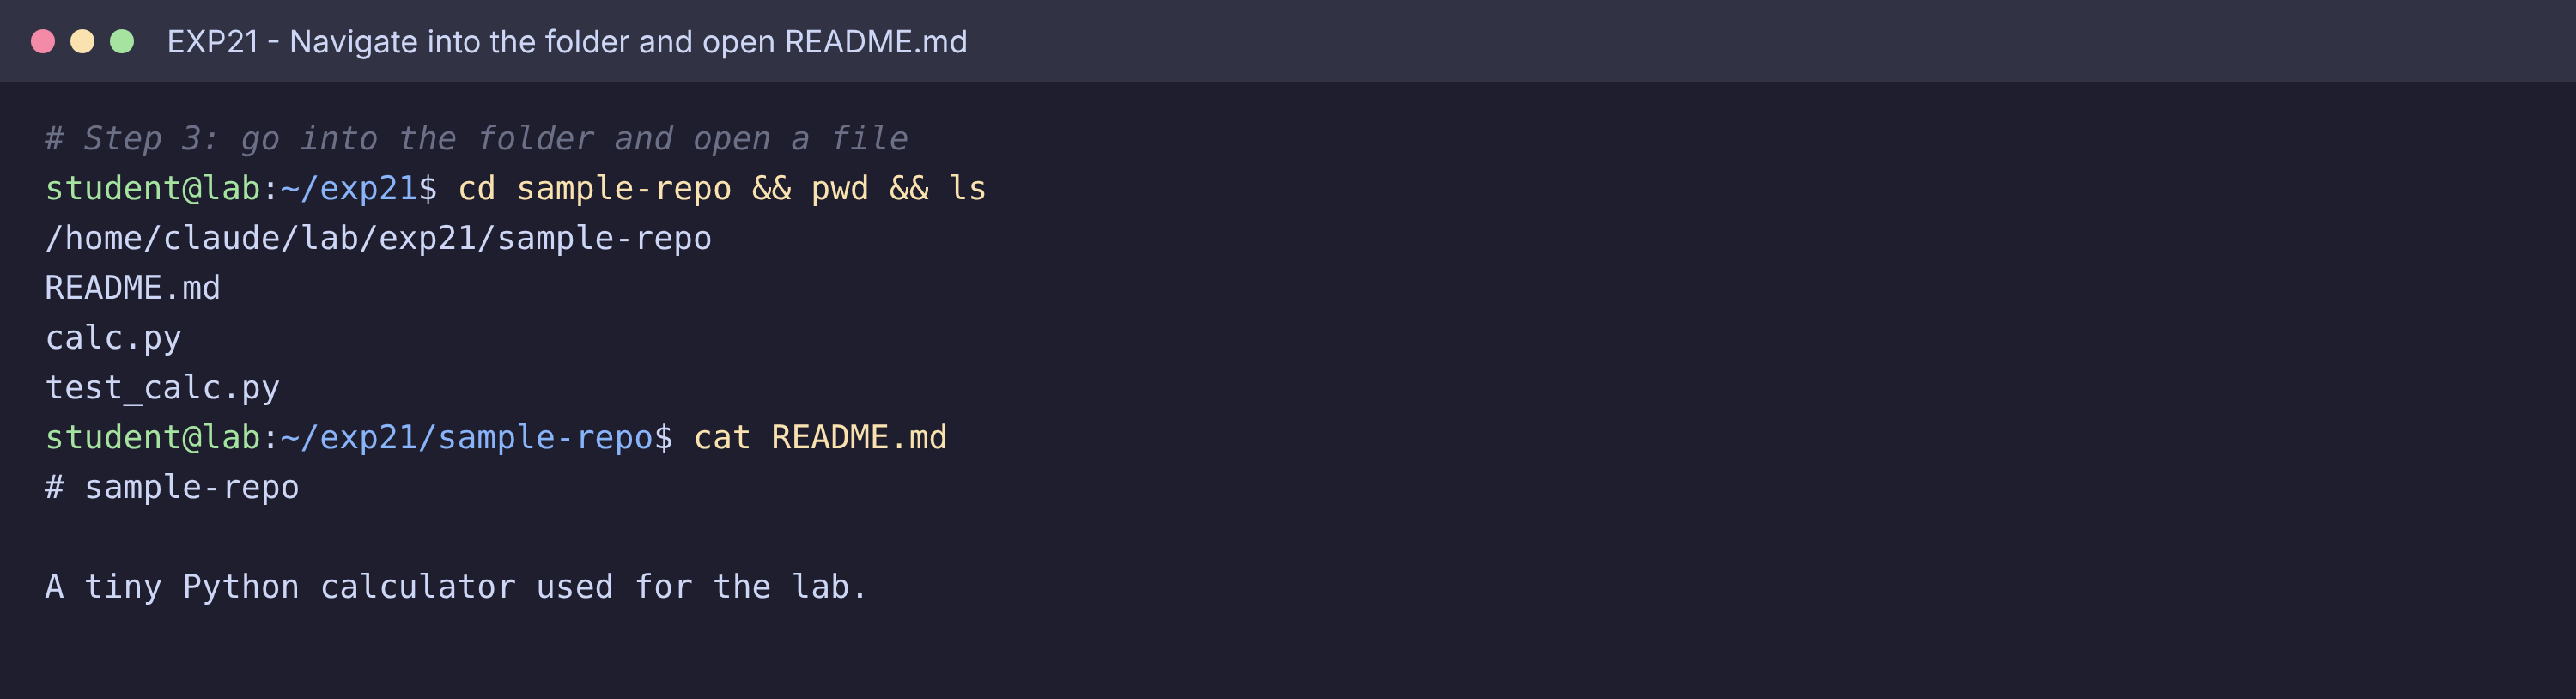 EXP21 - Navigate into the folder and open README.md
# Step 3: go into the folder and open a file
student@lab:~/exp21$ cd sample-repo && pwd && ls
/home/claude/lab/exp21/sample-repo
README.md
calc.py
test_calc.py
student@lab:~/exp21/sample-repo$ cat README.md
# sample-repo
A tiny Python calculator used for the lab.